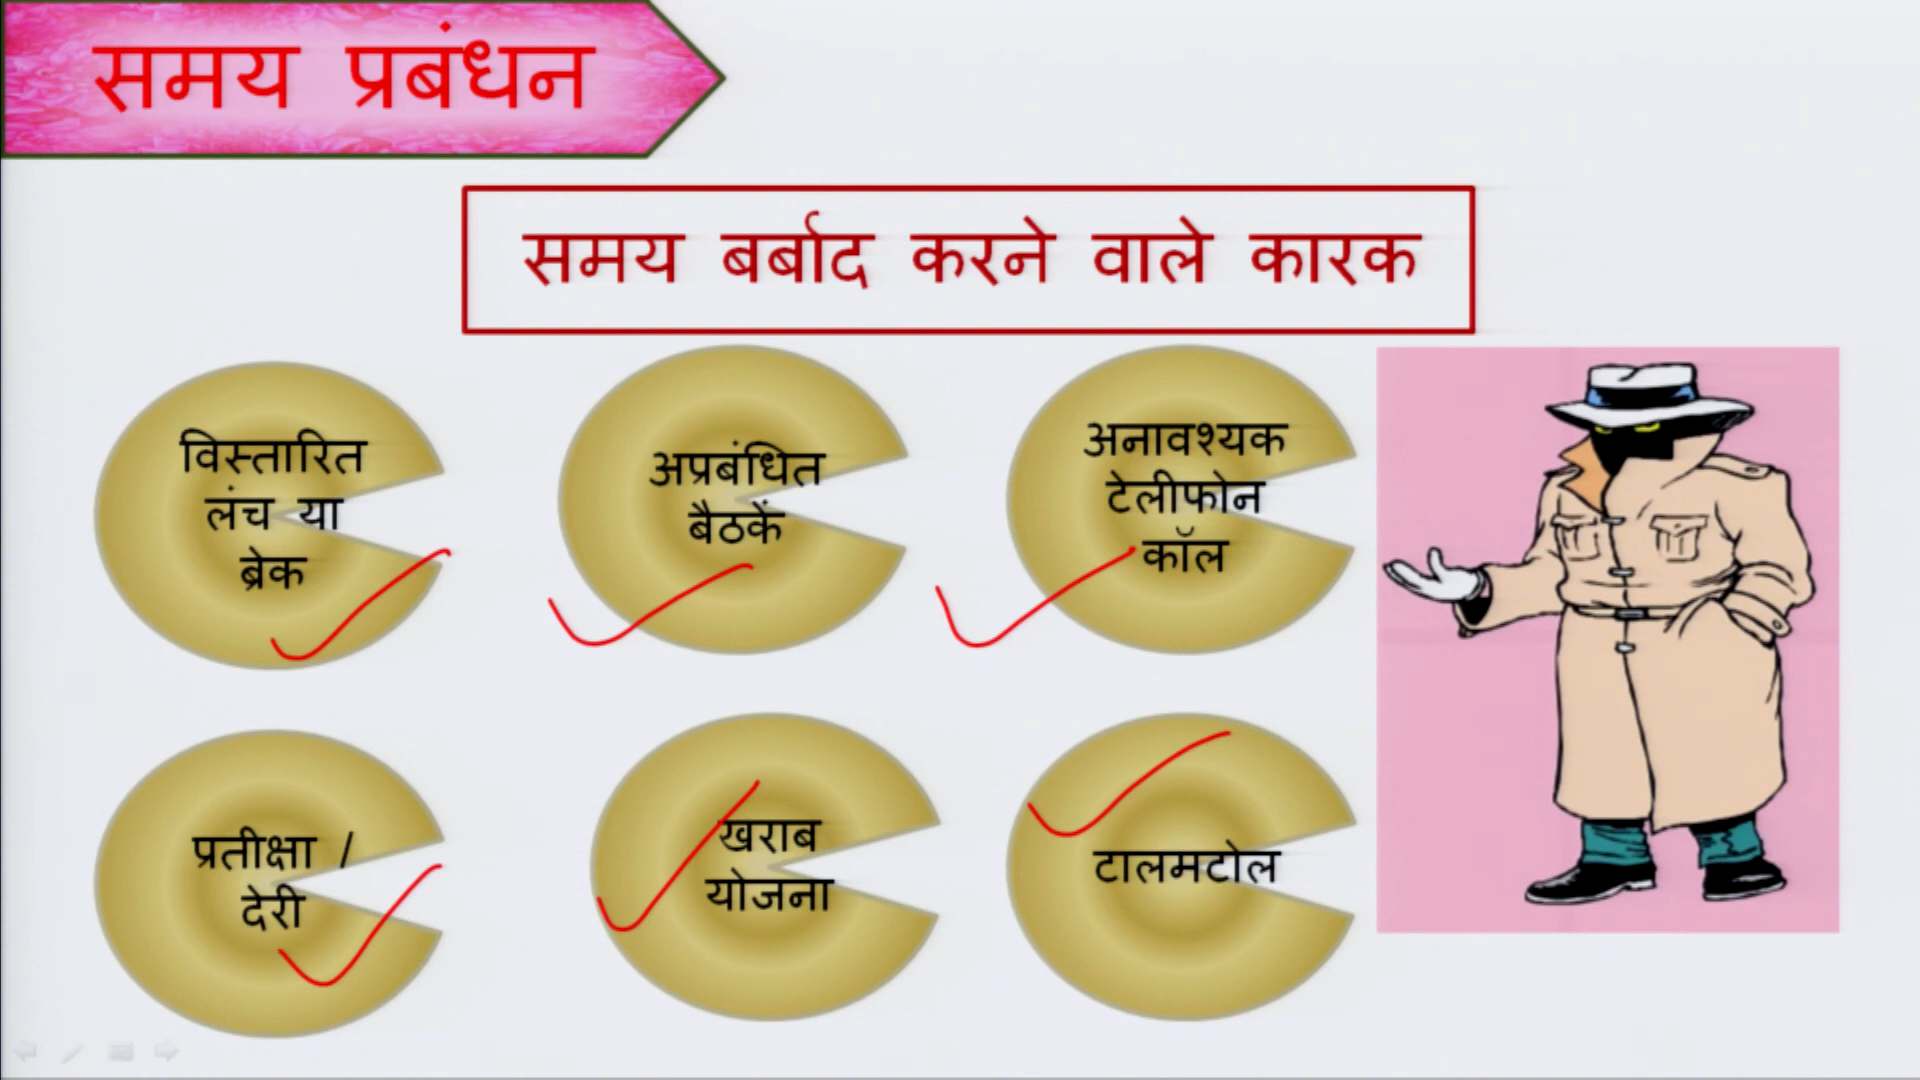 समय प्रबंधन
समय बर्बाद करने वाले कारक
विस्तारित
लंच या
ब्रेक
अप्रबंधित
बैठकें
अनावश्यक
टेलीफोन
कॉल
प्रतीक्षा /
देरी
खराब
योजना
टालमटोल